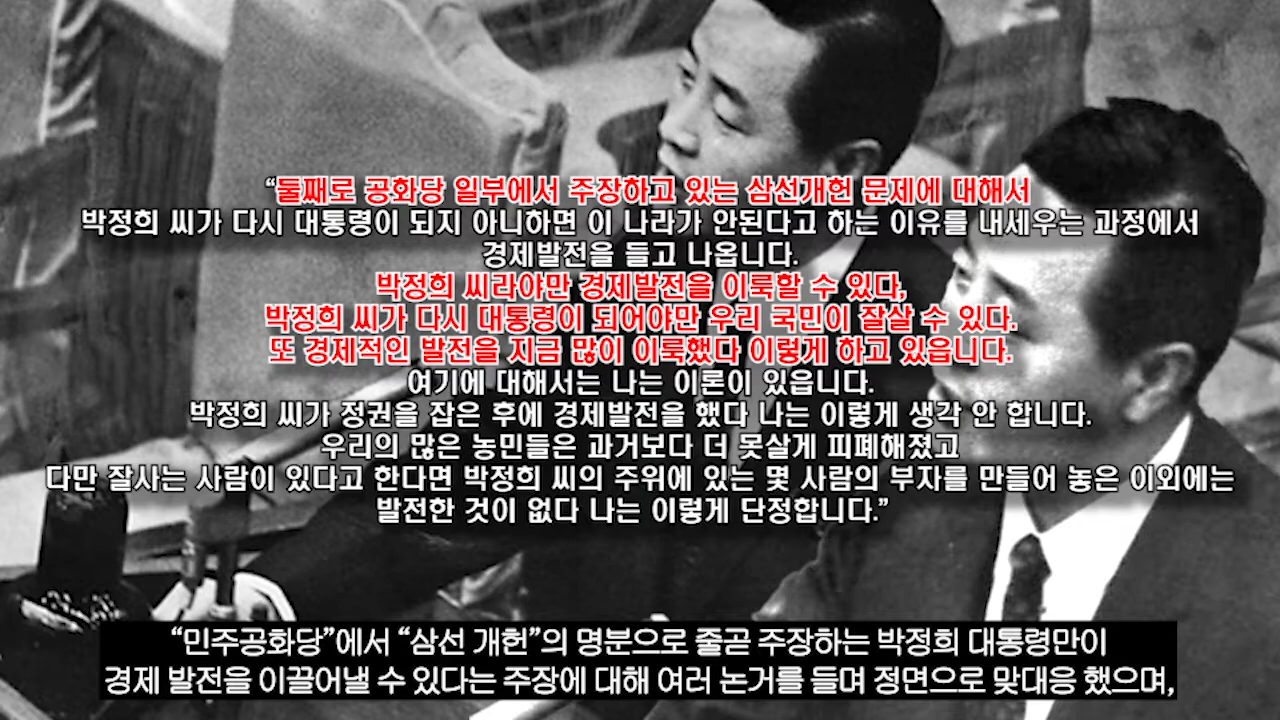 “둘째로 공화당 일부에서 주장하고 있는 삼선개헌 문제에 대해서
박정희 씨가 다시 대통령이 되지 아니하면 이 나라가 안된다고 하는 이유를 내세우는 과정에서
경제발전을 들고 나옵니다.
박정희 씨라야만 경제발전을 이룩할 수 있다,
박정희 씨가 다시 대통령이 되어야만 우리 국민이 잘살 수 있다.
또 경제적인 발전을 지금 많이 이룩했다 이렇게 하고 있읍니다.
여기에 대해서는 나는 이론이 있읍니다.
박정희 씨가 정권을 잡은 후에 경제발전을 했다 나는 이렇게 생각 안 합니다.
우리의 많은 농민들은 과거보다 더 못살게 피폐해졌고
다만 잘사는 사람이 있다고 한다면 박정희 씨의 주위에 있는 몇 사람의 부자를 만들어 놓은 이외에는
발전한 것이 없다 나는 이렇게 단정합니다.”
“민주공화당”에서 “삼선 개헌”의 명분으로 줄곧 주장하는 박정희 대통령만이
경제 발전을 이끌어낼 수 있다는 주장에 대해 여러 논거를 들며 정면으로 맞대응 했으며,